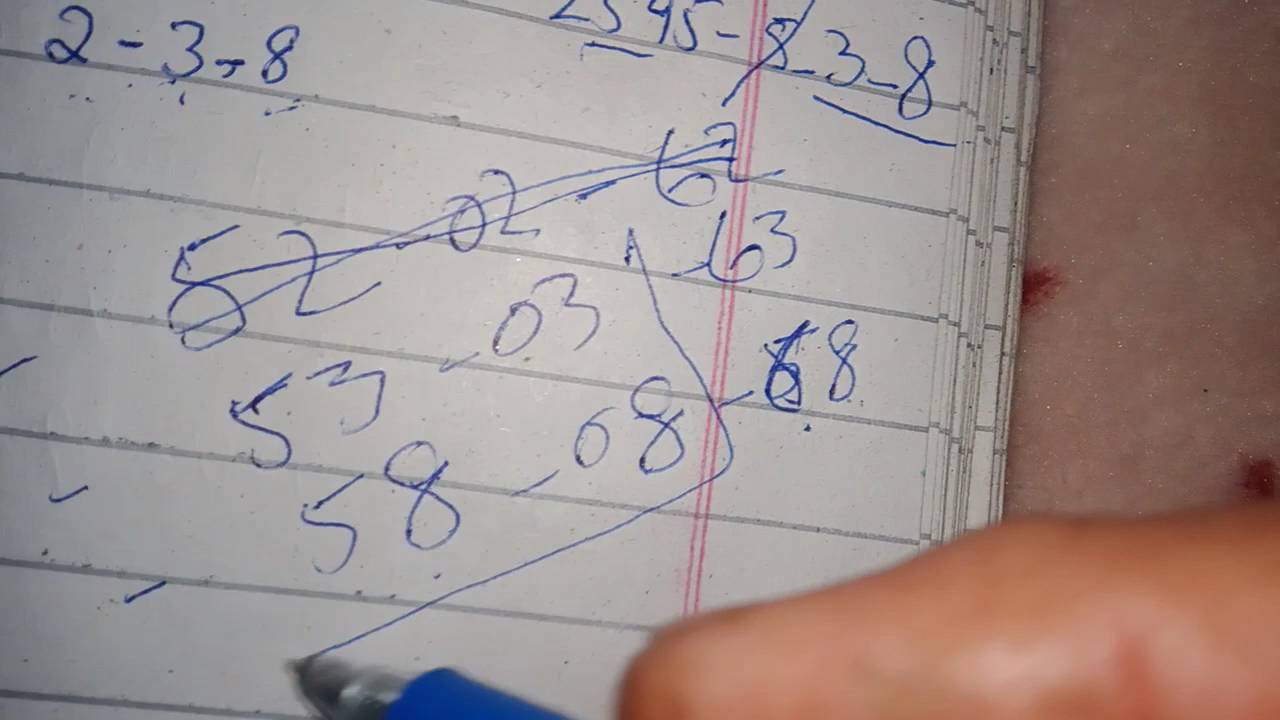 2 - 3 - 8
2545 - 8 - 3 - 8
52 02 62
53 - 03 - 63
58 - 08 - 68